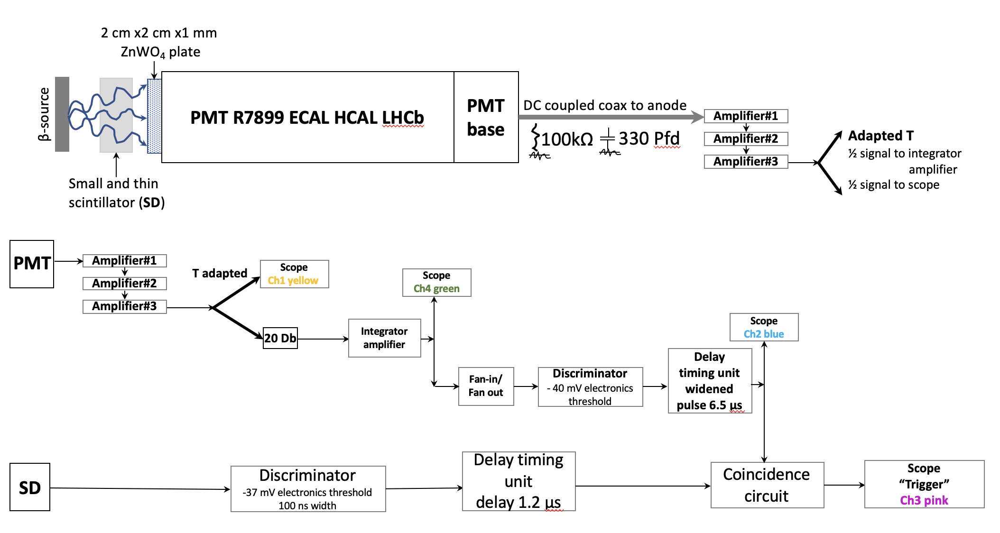 2 cm x2 cm x1 mm
ZnWO₄ plate
β-source
PMT R7899 ECAL HCAL LHCb
PMT
base
DC coupled coax to anode
100kΩ 330 Pfd
Amplifier#1
Amplifier#2
Amplifier#3
Adapted T
½ signal to integrator
amplifier
½ signal to scope
Small and thin
scintillator (SD)
PMT
Amplifier#1
Amplifier#2
Amplifier#3
T adapted
Scope
Ch1 yellow
20 Db
Integrator
amplifier
Scope
Ch4 green
Fan-in/
Fan out
Discriminator
- 40 mV electronics
threshold
Delay
timing unit
widened
pulse 6.5 µs
Scope
Ch2 blue
SD
Discriminator
-37 mV electronics threshold
100 ns width
Delay timing
unit
delay 1.2 µs
Coincidence
circuit
Scope
“Trigger”
Ch3 pink